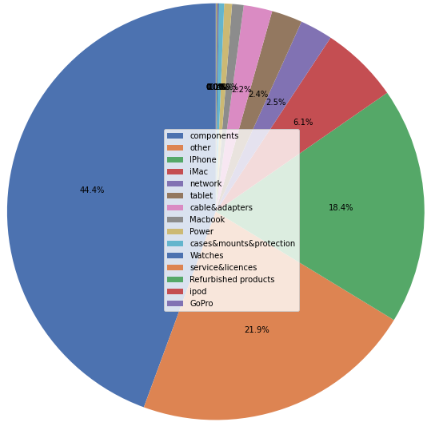 2.2%
2.4%
2.5%
6.1%
components
other
IPhone
iMac
network
tablet
cable&adapters
Macbook
Power
cases&mounts&protection
Watches
service&licences
Refurbished products
ipod
GoPro
44.4%
18.4%
21.9%